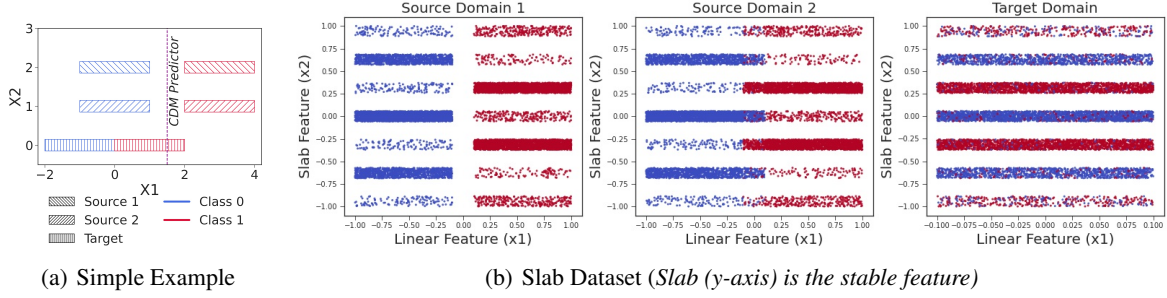 3
2
1
0
X2
−2
0
2
4
X1
CDM Predictor
Source 1
Source 2
Target
Class 0
Class 1
(a) Simple Example
Source Domain 1
1.00
0.75
0.50
0.25
0.00
−0.25
−0.50
−0.75
−1.00
Slab Feature (x2)
−1.00 −0.75 −0.50 −0.25 0.00 0.25 0.50 0.75 1.00
Linear Feature (x1)
Source Domain 2
1.00
0.75
0.50
0.25
0.00
−0.25
−0.50
−0.75
−1.00
Slab Feature (x2)
−1.00 −0.75 −0.50 −0.25 0.00 0.25 0.50 0.75 1.00
Linear Feature (x1)
Target Domain
1.00
0.75
0.50
0.25
0.00
−0.25
−0.50
−0.75
−1.00
Slab Feature (x2)
−0.100 −0.075 −0.050 −0.025 0.000 0.025 0.050 0.075 0.100
Linear Feature (x1)
(b) Slab Dataset (Slab (y-axis) is the stable feature)